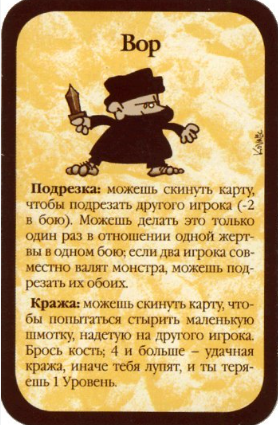 Вор
Подрезка: можешь скинуть карту,
чтобы подрезать другого игрока (-2
в бою). Можешь делать это только
один раз в отношении одной жерт-
вы в одном бою; если два игрока сов-
местно валят монстра, можешь под-
резать их обоих.
Кража: можешь скинуть карту, что-
бы попытаться стырить маленькую
шмотку, надетую на другого игрока.
Брось кость; 4 и больше – удачная
кража, иначе тебя лупят, и ты теря-
ешь 1 Уровень.